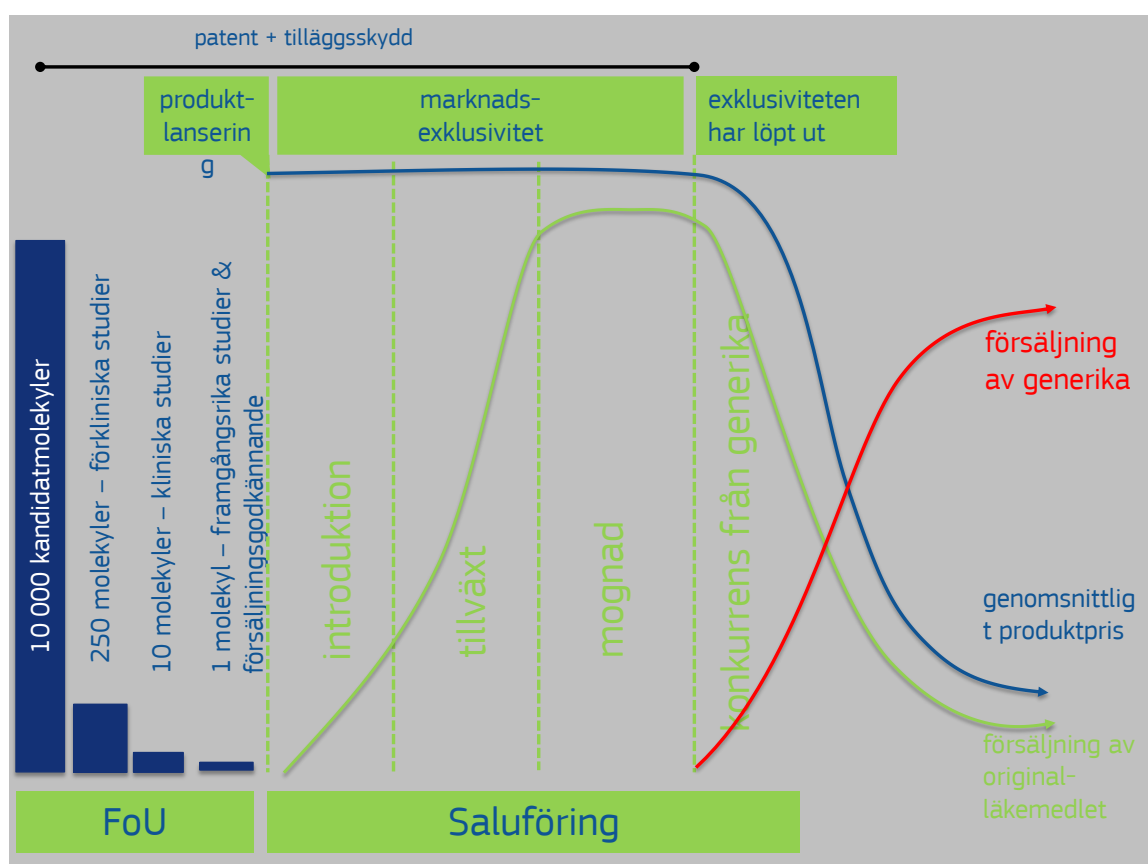 patent + tilläggsskydd
produkt-
lanserin
g
marknads-
exklusivitet
exklusiviteten
har löpt ut
10 000 kandidatmolekyler
250 molekyler – förkliniska studier
10 molekyler – kliniska studier
1 molekyl – framgångsrika studier &
försäljningsgodkännande
introduktion
tillväxt
mognad
konkurrens från generika
försäljning
av generika
genomsnittlig
t produktpris
försäljning av
original-
läkemedlet
FoU
Saluföring